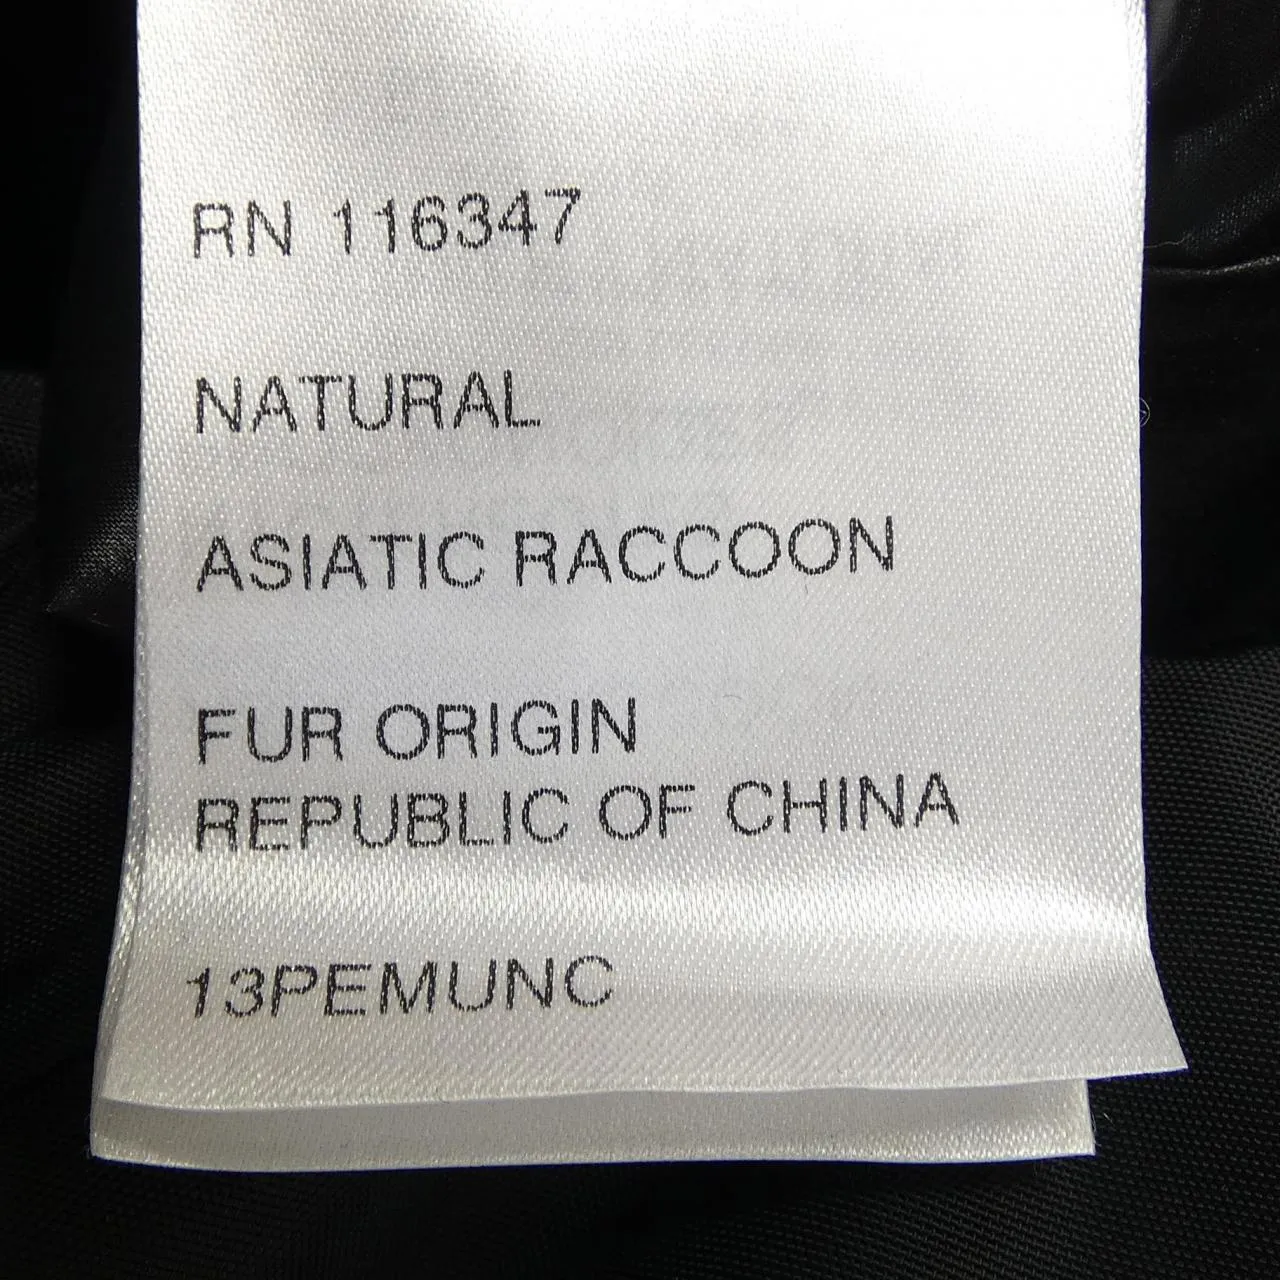 RN 116347
NATURAL
ASIATIC RACCOON
FUR ORIGIN
REPUBLIC OF CHINA
13PEMUNC